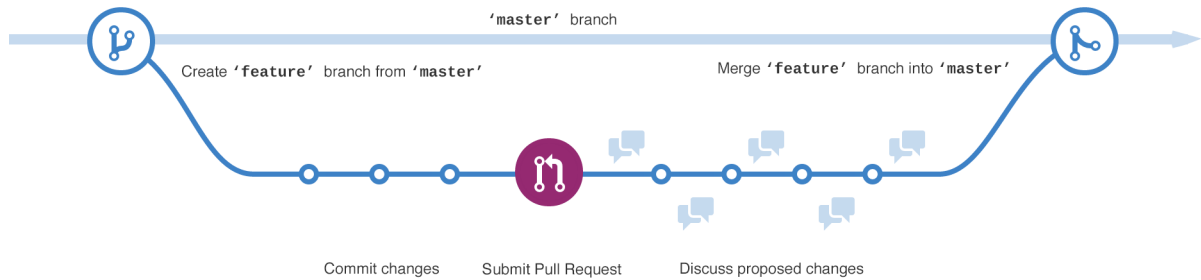 ‘master’ branch
Create ‘feature’ branch from ‘master’
Merge ‘feature’ branch into ‘master’
Commit changes
Submit Pull Request
Discuss proposed changes